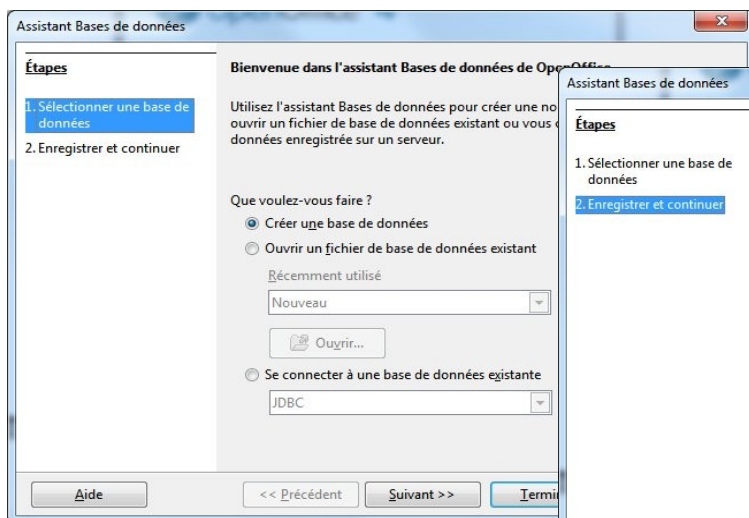 Assistant Bases de données
Étapes
1. Sélectionner une base de
données
2. Enregistrer et continuer
Bienvenue dans l'assistant Bases de données de OpenOffice
Utilisez l'assistant Bases de données pour créer une no
ouvrir un fichier de base de données existant ou vous
données enregistrée sur un serveur.
Que voulez-vous faire ?
Créer une base de données
Ouvrir un fichier de base de données existant
Récemment utilisé
Nouveau
Ouvrir...
Se connecter à une base de données existante
JDBC
Aide
<< Précédent
Suivant >>
Termi
Assistant Bases de données
Étapes
1. Sélectionner une base de
données
2. Enregistrer et continuer